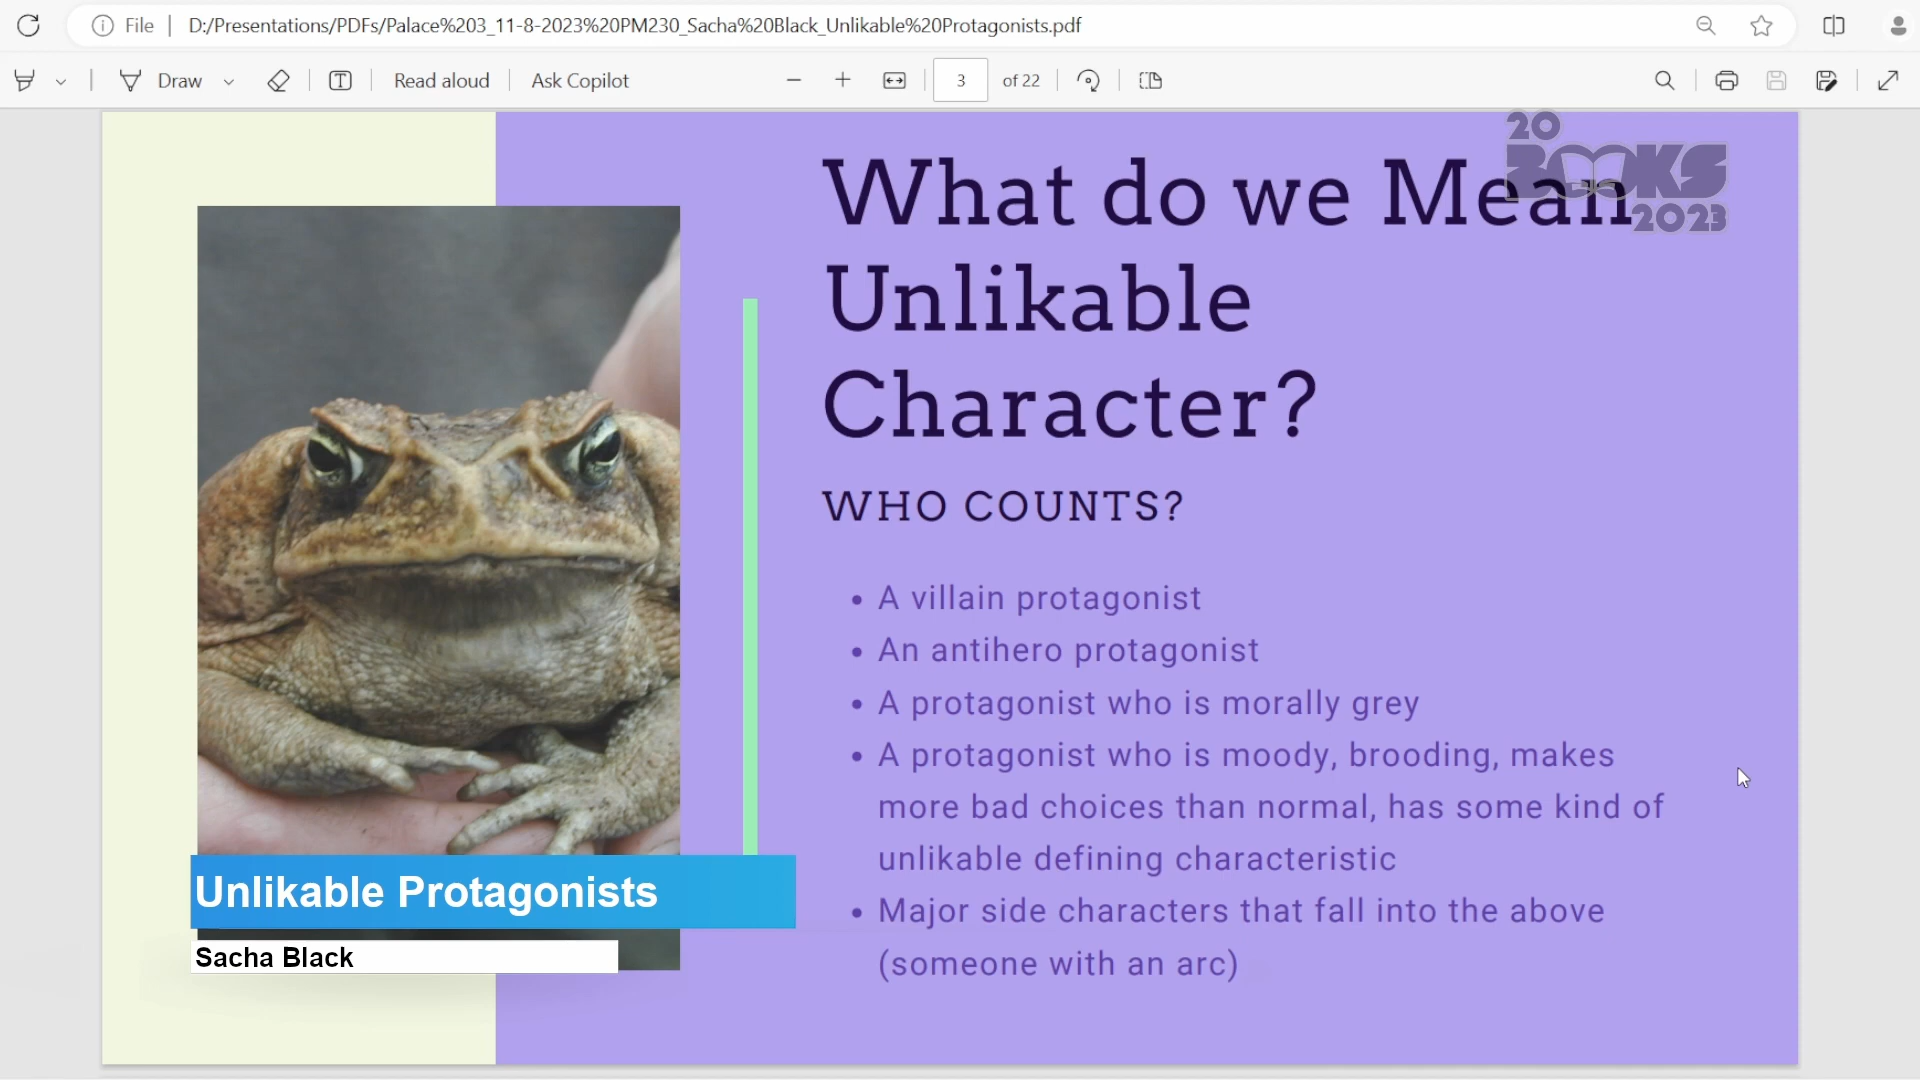 File
D:/Presentations/PDFs/Palace%203_11-8-2023%20PM230_Sacha%20Black_Unlikable%20Protagonists.pdf
Draw
Read aloud
Ask Copilot
3 of 22
20
BOOKS
2023
What do we Mean
Unlikable
Character?
WHO COUNTS?
• A villain protagonist
• An antihero protagonist
• A protagonist who is morally grey
• A protagonist who is moody, brooding, makes
more bad choices than normal, has some kind of
unlikable defining characteristic
• Major side characters that fall into the above
(someone with an arc)
Unlikable Protagonists
Sacha Black